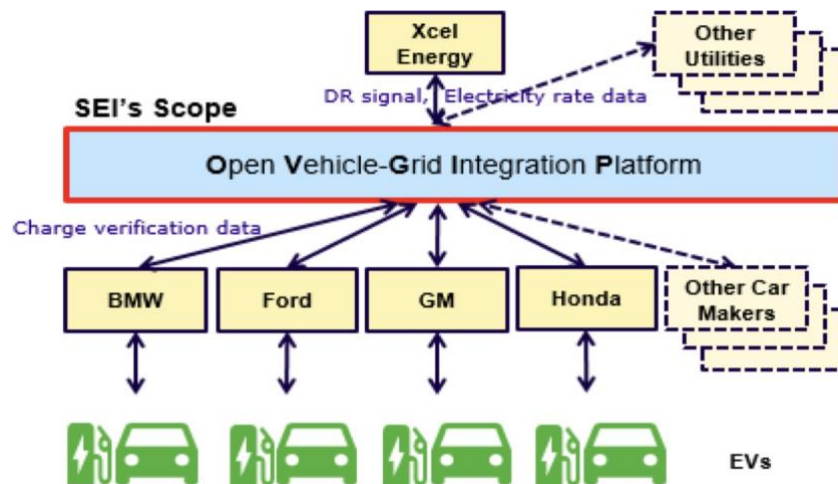 Xcel
Energy
Other
Utilities
DR signal, Electricity rate data
SEI's Scope
Open Vehicle-Grid Integration Platform
Charge verification data
BMW
Ford
GM
Honda
Other Car
Makers
EVs